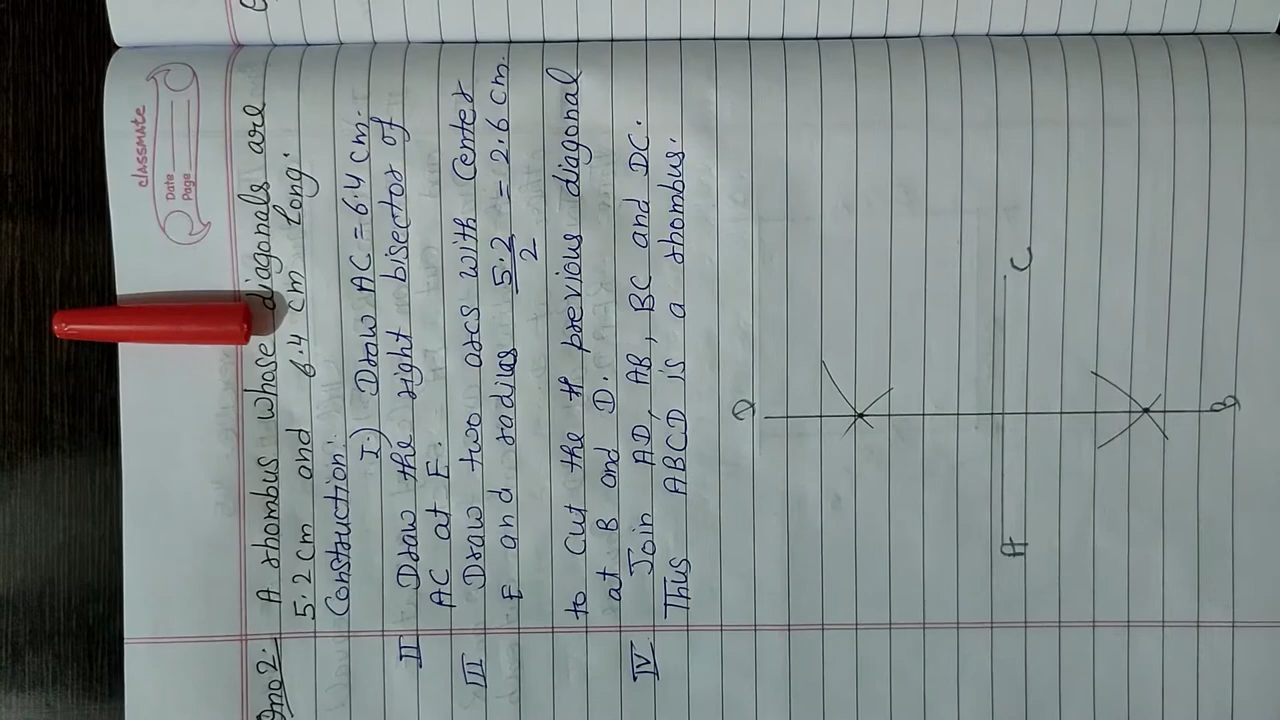 classmate
Date
Page
Qno2: A rhombus whose diagonals are
5.2 cm and 6.4 cm long.
Construction:
I) Draw AC = 6.4 cm.
II Draw the right bisector of
AC at E.
III Draw two arcs with Center
E and radius 5.2/2 = 2.6 cm.
to cut the previous diagonal
at B and D.
IV Join AD, AB, BC and DC.
Thus ABCD is a rhombus.
D
A C
B